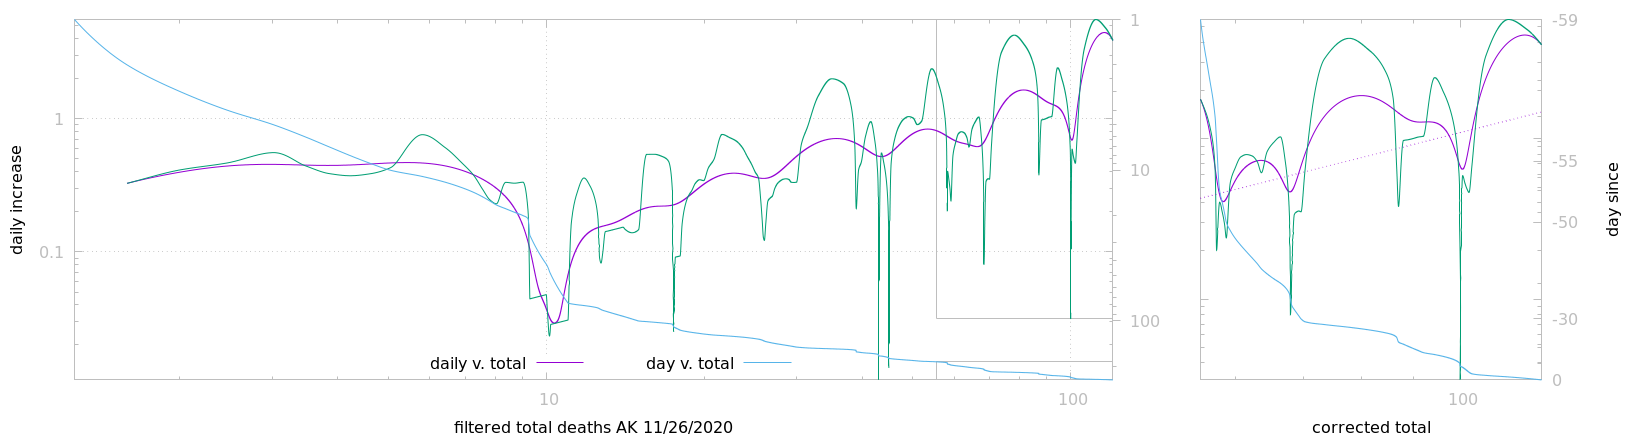 daily increase
1
0.1
daily v. total
day v. total
10
100
filtered total deaths AK 11/26/2020
1
10
100
100
corrected total
-59
-55
-50
-30
0
day since